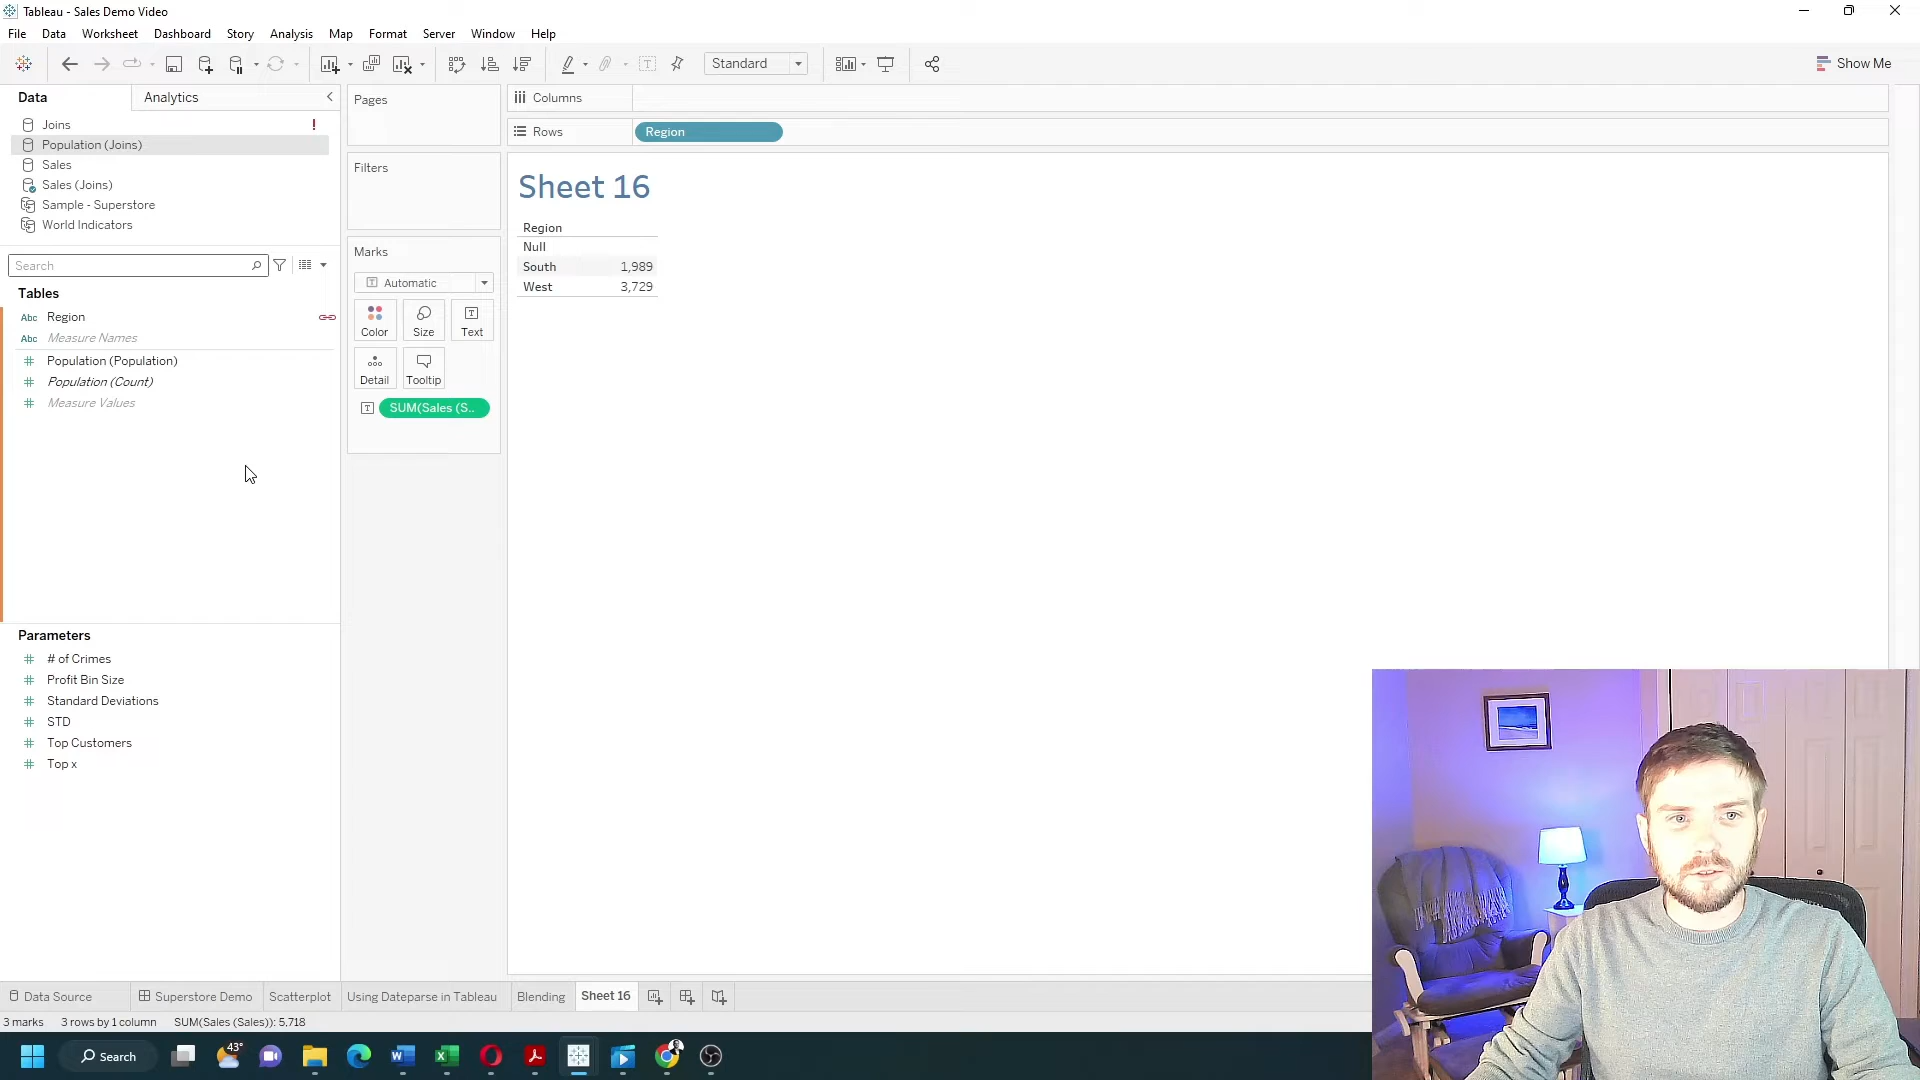 Tableau - Sales Demo Video
File Data Worksheet Dashboard Story Analysis Map Format Server Window Help
Standard
Show Me
Data Analytics
Joins !
Population (Joins)
Sales
Sales (Joins)
Sample - Superstore
World Indicators
Search
Tables
Abc Region
Abc Measure Names
# Population (Population)
# Population (Count)
# Measure Values
Parameters
# # of Crimes
# Profit Bin Size
# Standard Deviations
# STD
# Top Customers
# Top x
Pages
Filters
Marks
Automatic
Color Size Text
Detail Tooltip
SUM(Sales (S..
Columns
Rows Region
Sheet 16
Region
Null
South 1,989
West 3,729
Data Source Superstore Demo Scatterplot Using Dateparse in Tableau Blending Sheet 16
3 marks 3 rows by 1 column SUM(Sales (Sales)): 5,718
Search 43°